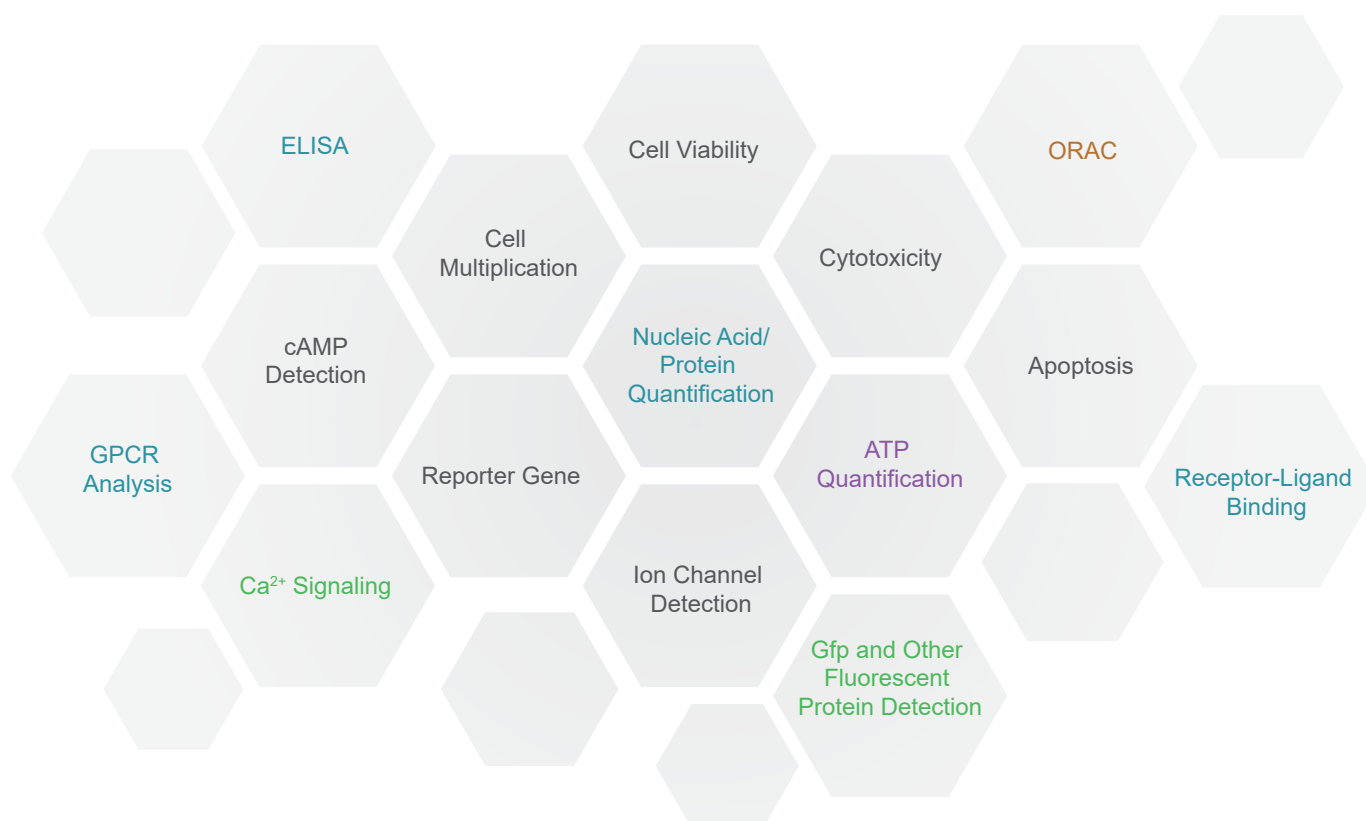 ELISA
Cell Viability
ORAC
Cell
Multiplication
Cytotoxicity
cAMP
Detection
Nucleic Acid/
Protein
Quantification
Apoptosis
GPCR
Analysis
Reporter Gene
ATP
Quantification
Receptor-Ligand
Binding
Ca²⁺ Signaling
Ion Channel
Detection
Gfp and Other
Fluorescent
Protein Detection